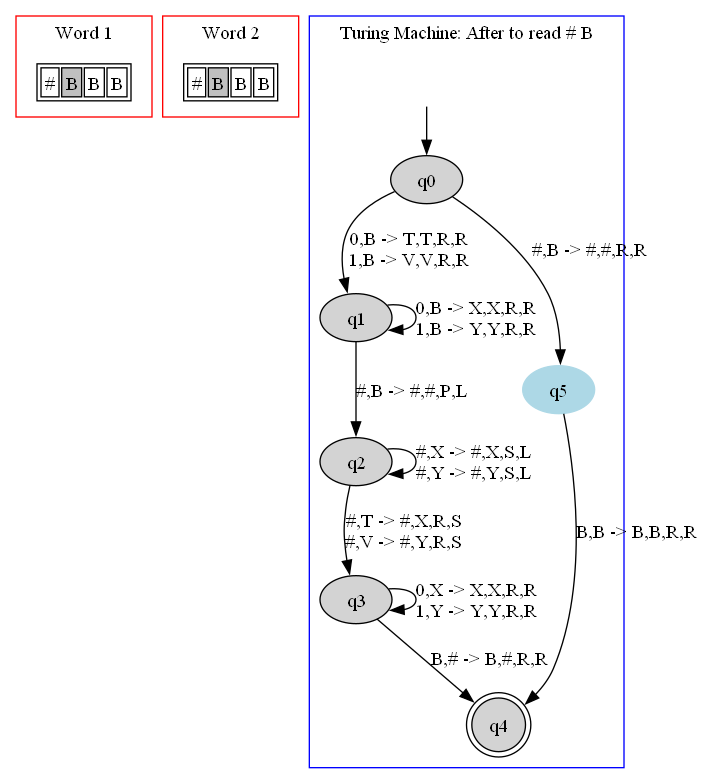 Word 1
# B B B
Word 2
# B B B
Turing Machine: After to read # B
q0
0,B -> T,T,R,R
1,B -> V,V,R,R
#,B -> #,#,R,R
q1
0,B -> X,X,R,R
1,B -> Y,Y,R,R
#,B -> #,#,P,L
q5
q2
#,X -> #,X,S,L
#,Y -> #,Y,S,L
#,T -> #,X,R,S
#,V -> #,Y,R,S
B,B -> B,B,R,R
q3
0,X -> X,X,R,R
1,Y -> Y,Y,R,R
B,# -> B,#,R,R
q4